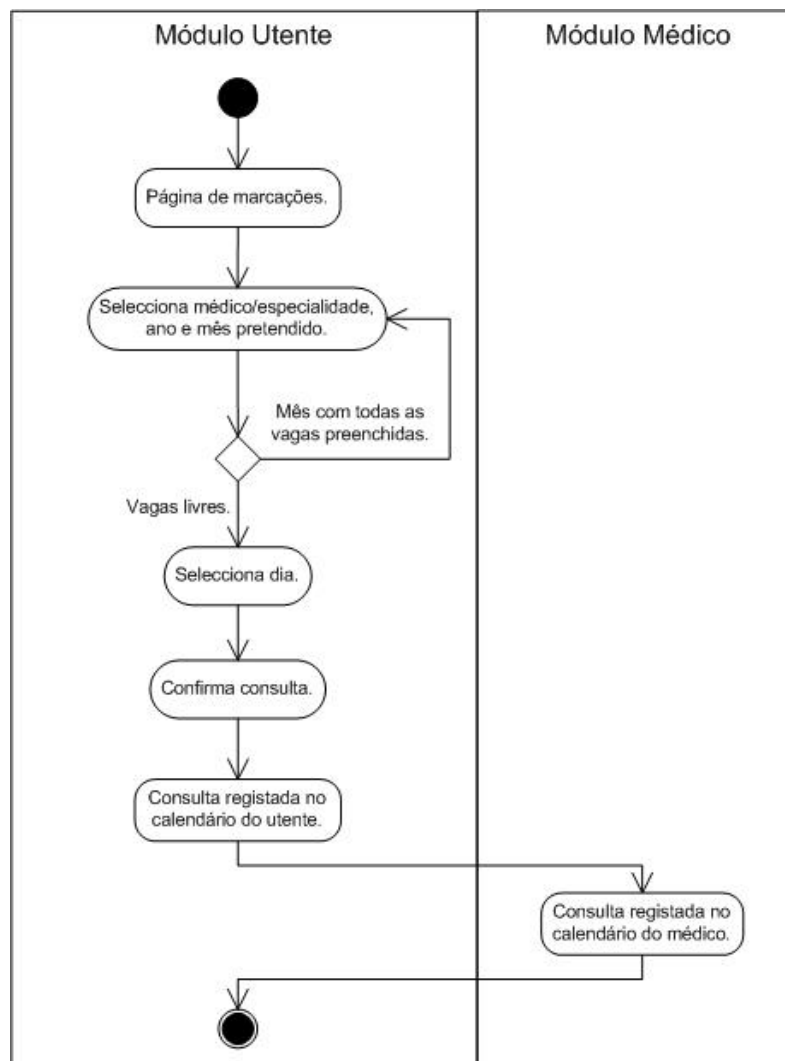 Módulo Utente
Módulo Médico
Página de marcações.
Selecciona médico/especialidade,
ano e mês pretendido.
Mês com todas as
vagas preenchidas.
Vagas livres.
Selecciona dia.
Confirma consulta.
Consulta registada no
calendário do utente.
Consulta registada no
calendário do médico.